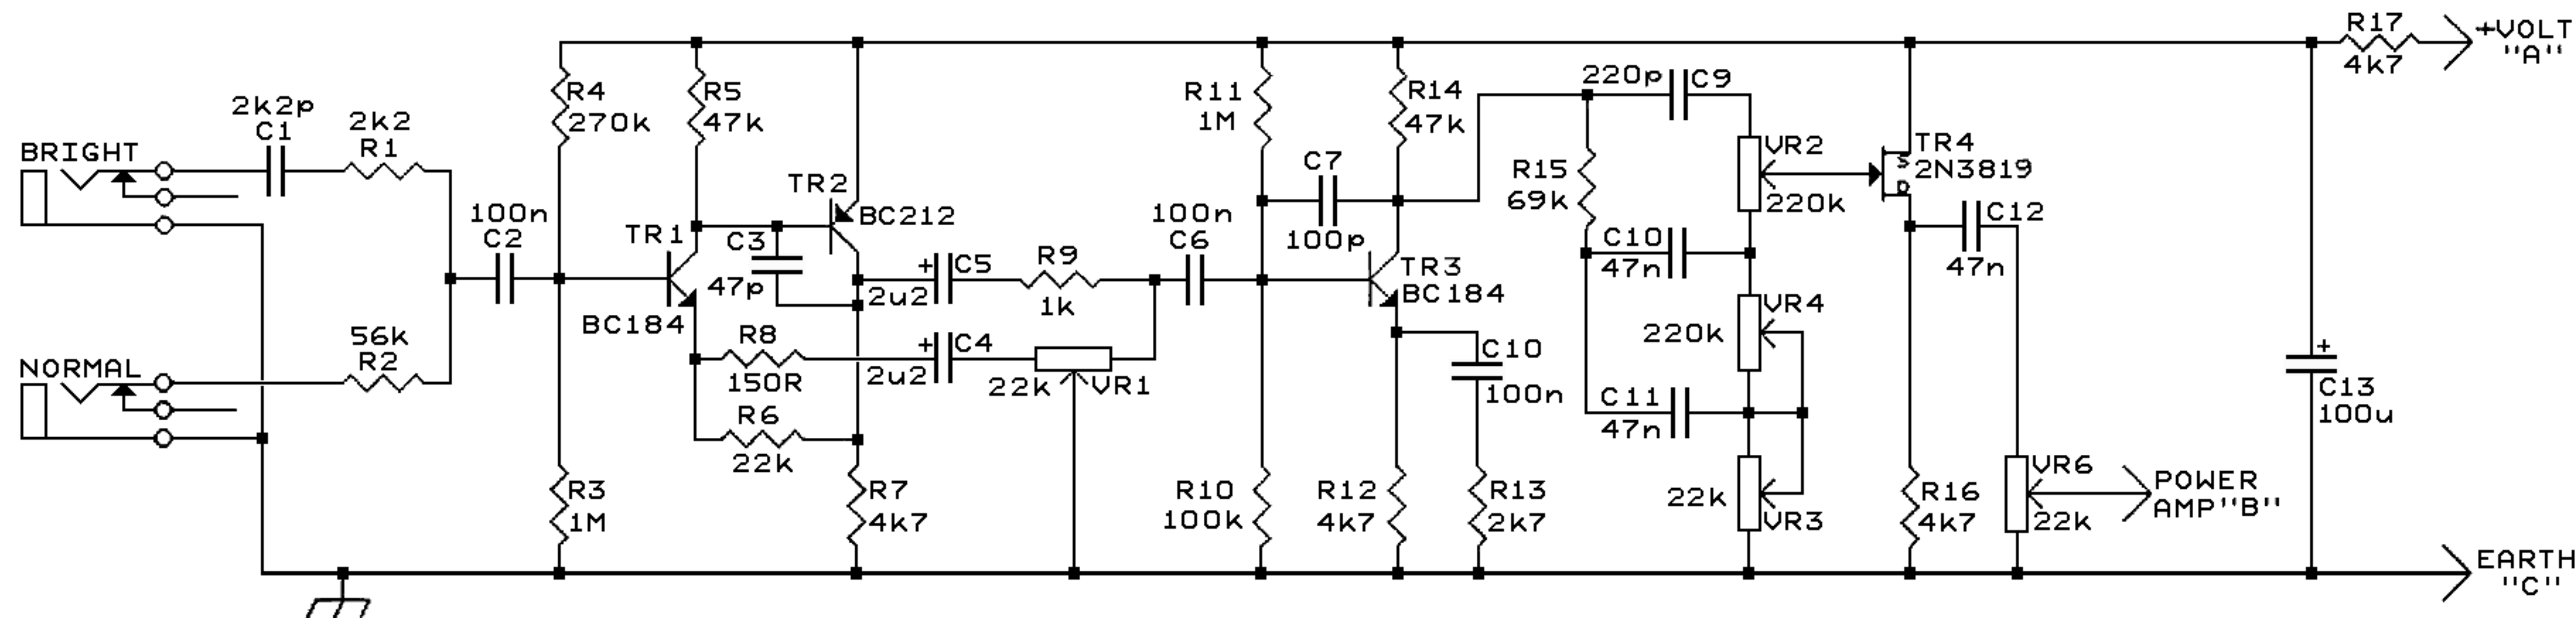 BRIGHT
2k2p
C1
2k2
R1
100n
C2
NORMAL
56k
R2
R4
270k
R5
47k
TR1
BC184
TR2
BC212
C3
47p
R8
150R
R6
22k
R3
1M
R7
4k7
+
C5
2u2
R9
1k
+
C4
2u2
22k
VR1
100n
C6
R11
1M
C7
100p
R14
47k
TR3
BC184
C10
100n
R10
100k
R12
4k7
R13
2k7
220p
C9
R15
69k
C10
47n
C11
47n
VR2
220k
VR4
220k
22k
VR3
TR4
2N3819
S
D
C12
47n
R16
4k7
VR6
22k
POWER
AMP"B"
+
C13
100u
R17
4k7
+VOLT
"A"
EARTH
"C"